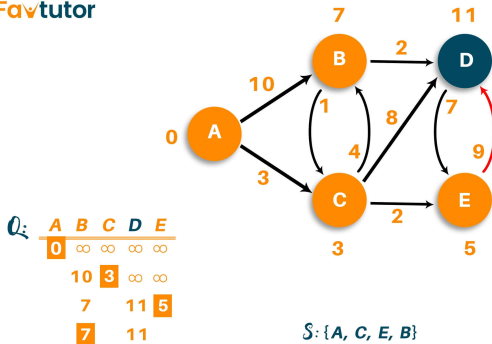 Favtutor
7 11
B 2 D
10 1 8 7
0 A
4 9
3
C 2 E
3 5
Q: A B C D E
0 ∞ ∞ ∞ ∞
10 3 ∞ ∞
7 11 5
7 11
S: {A, C, E, B}